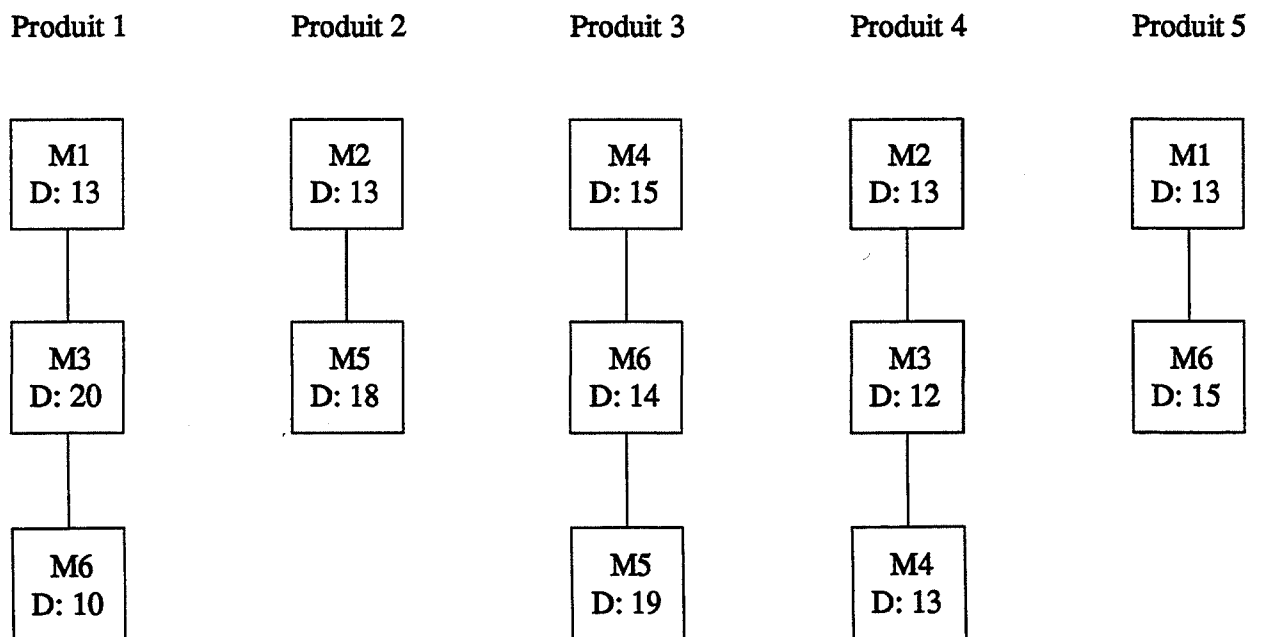 Produit 1
Produit 2
Produit 3
Produit 4
Produit 5
M1
D: 13
M2
D: 13
M4
D: 15
M2
D: 13
M1
D: 13
M3
D: 20
M5
D: 18
M6
D: 14
M3
D: 12
M6
D: 15
M6
D: 10
M5
D: 19
M4
D: 13